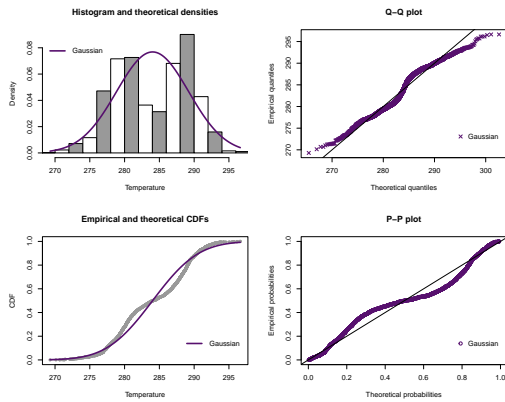 Histogram and theoretical densities
Gaussian
Density
0.00 0.02 0.04 0.06 0.08
270 275 280 285 290 295
Temperature
Q−Q plot
Empirical quantiles
270 275 280 285 290 295
Gaussian
270 280 290 300
Theoretical quantiles
Empirical and theoretical CDFs
CDF
0.0 0.2 0.4 0.6 0.8 1.0
Gaussian
270 275 280 285 290 295
Temperature
P−P plot
Empirical probabilities
0.0 0.2 0.4 0.6 0.8 1.0
Gaussian
0.0 0.2 0.4 0.6 0.8 1.0
Theoretical probabilities